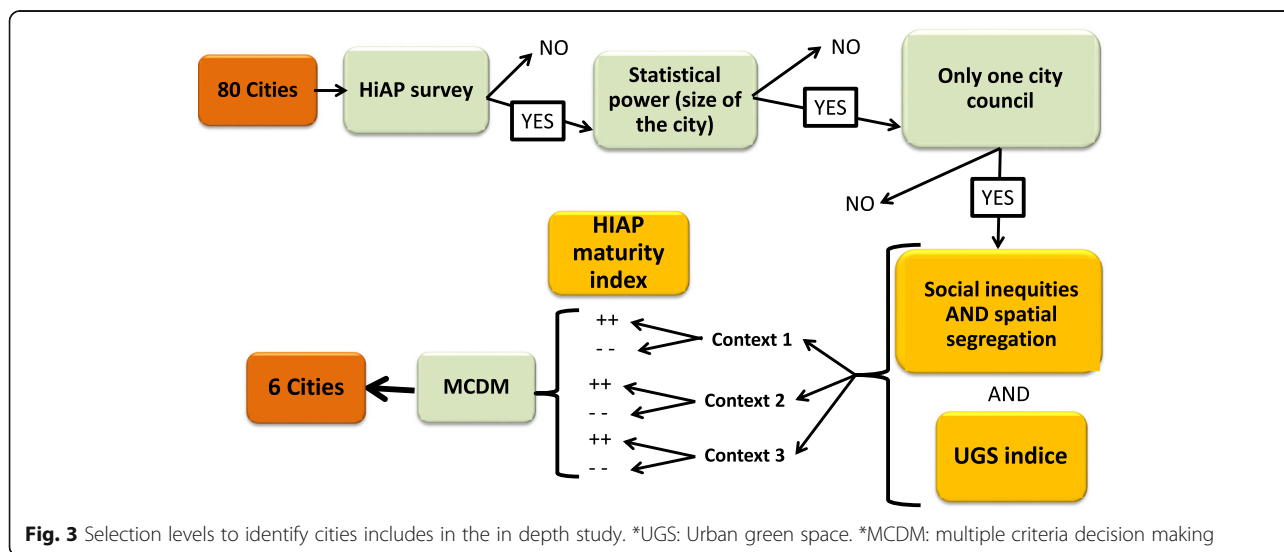 80 Cities
HiAP survey
NO
YES
Statistical
power (size of
the city)
NO
YES
Only one city
council
NO
YES
HIAP
maturity
index
Social inequities
AND spatial
segregation
AND
UGS indice
++
- -
Context 1
++
- -
Context 2
++
- -
Context 3
MCDM
6 Cities
Fig. 3 Selection levels to identify cities includes in the in depth study. *UGS: Urban green space. *MCDM: multiple criteria decision making